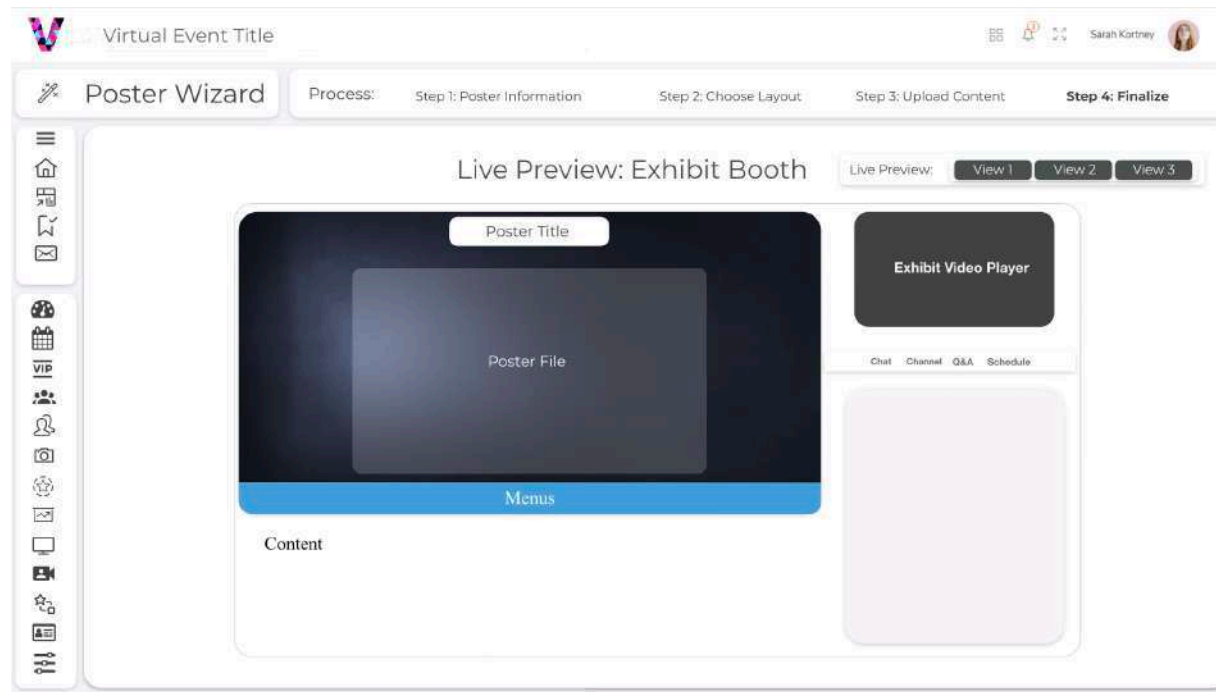 Virtual Event Title
Sarah Kortney
Poster Wizard
Process:
Step 1: Poster Information
Step 2: Choose Layout
Step 3: Upload Content
Step 4: Finalize
Live Preview: Exhibit Booth
Live Preview:
View 1
View 2
View 3
Poster Title
Exhibit Video Player
Poster File
Chat
Channel
Q&A
Schedule
VIP
Menus
Content